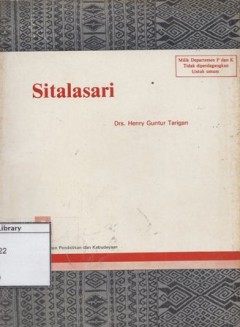 Milik Departemen P dan K
Tidak diperdagangkan
Untuk umum
Sitalasari
Drs. Henry Guntur Tarigan
Library
22
Pendidikan dan Kebudayaan